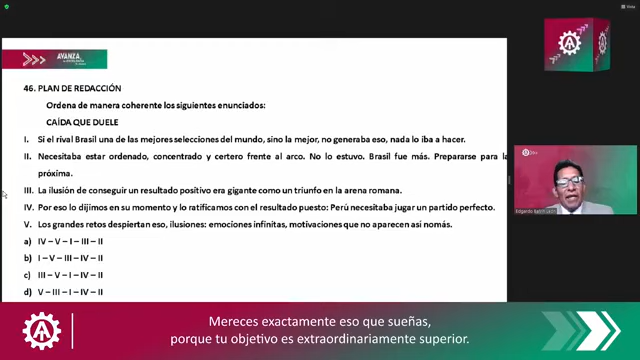 AVANZA
46. PLAN DE REDACCIÓN
Ordena de manera coherente los siguientes enunciados:
CAÍDA QUE DUELE
I. Si el rival Brasil una de las mejores selecciones del mundo, sino la mejor, no generaba eso, nada lo iba a hacer.
II. Necesitaba estar ordenado, concentrado y certero frente al arco. No lo estuvo. Brasil fue más. Prepararse para la
próxima.
III. La ilusión de conseguir un resultado positivo era gigante como un triunfo en la arena romana.
IV. Por eso lo dijimos en su momento y lo ratificamos con el resultado puesto: Perú necesitaba jugar un partido perfecto.
V. Los grandes retos despiertan eso, ilusiones: emociones infinitas, motivaciones que no aparecen así nomás.
a) IV – V – I – III – II
b) I – V – III – IV – II
c) III – V – I – IV – II
d) V – III – I – IV – II
Mereces exactamente eso que sueñas,
porque tu objetivo es extraordinariamente superior.